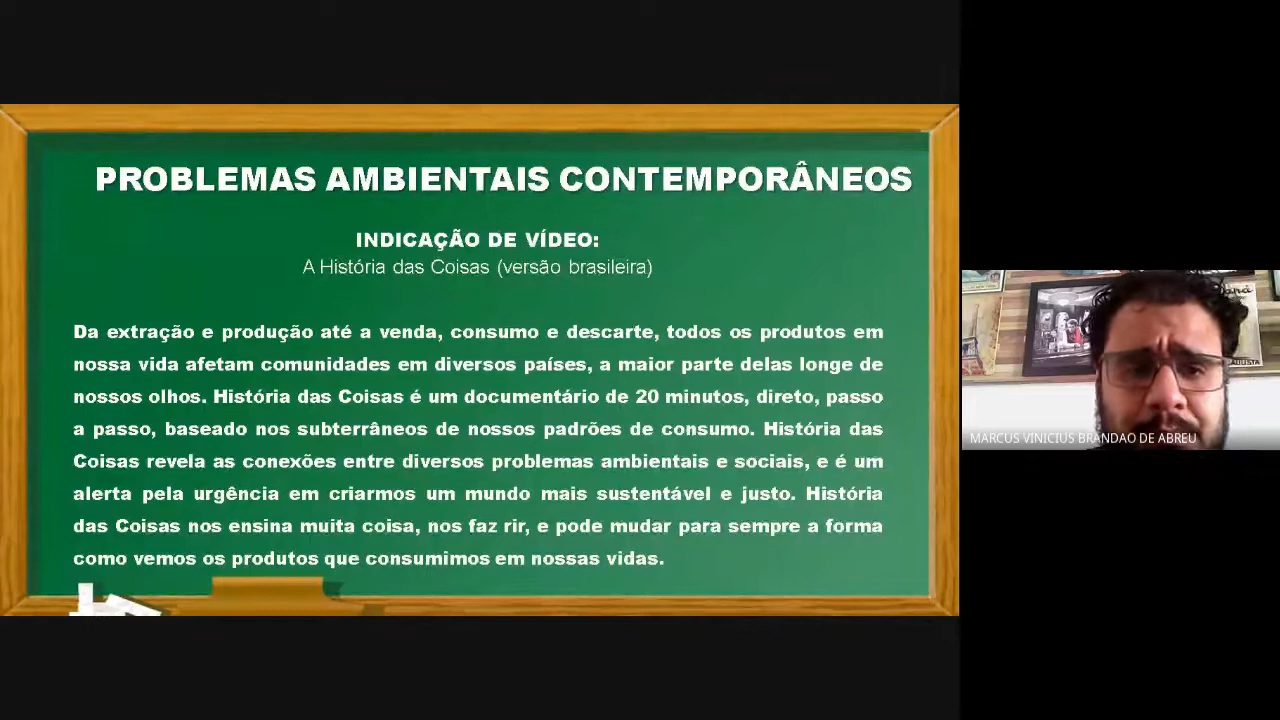 PROBLEMAS AMBIENTAIS CONTEMPORÂNEOS
INDICAÇÃO DE VÍDEO:
A História das Coisas (versão brasileira)
Da extração e produção até a venda, consumo e descarte, todos os produtos em
nossa vida afetam comunidades em diversos países, a maior parte delas longe de
nossos olhos. História das Coisas é um documentário de 20 minutos, direto, passo
a passo, baseado nos subterrâneos de nossos padrões de consumo. História das
Coisas revela as conexões entre diversos problemas ambientais e sociais, e é um
alerta pela urgência em criarmos um mundo mais sustentável e justo. História
das Coisas nos ensina muita coisa, nos faz rir, e pode mudar para sempre a forma
como vemos os produtos que consumimos em nossas vidas.
MARCUS VINICIUS BRANDAO DE ABREU